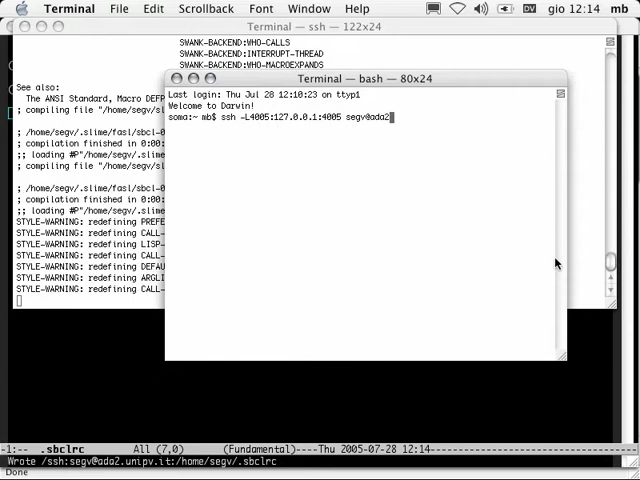 Terminal File Edit Scrollback Font Window Help DV gio 12:14 mb
Terminal — ssh — 122x24
SWANK-BACKEND:WHO-CALLS
SWANK-BACKEND:INTERRUPT-THREAD
SWANK-BACKEND:WHO-MACROEXPANDS
See also:
The ANSI Standard, Macro DEFP
; compiling file "/home/segv/.slime
; /home/segv/.slime/fasl/sbcl-0
; compilation finished in 0:00:
;; loading #P"/home/segv/.slime
; compiling file "/home/segv/.slime
; /home/segv/.slime/fasl/sbcl-0
; compilation finished in 0:00:
;; loading #P"/home/segv/.slime
STYLE-WARNING: redefining PREFE
STYLE-WARNING: redefining CALL-
STYLE-WARNING: redefining LISP-
STYLE-WARNING: redefining CALL-
STYLE-WARNING: redefining DEFAU
STYLE-WARNING: redefining ARGLI
STYLE-WARNING: redefining CALL-
Terminal — bash — 80x24
Last login: Thu Jul 28 12:10:23 on ttyp1
Welcome to Darwin!
soma:~ mb$ ssh -L4005:127.0.0.1:4005 segv@ada2
-1:-- .sbclrc All (7,0) (Fundamental)----Thu 2005-07-28 12:14
Wrote /ssh:segv@ada2.unipv.it:/home/segv/.sbclrc
Done